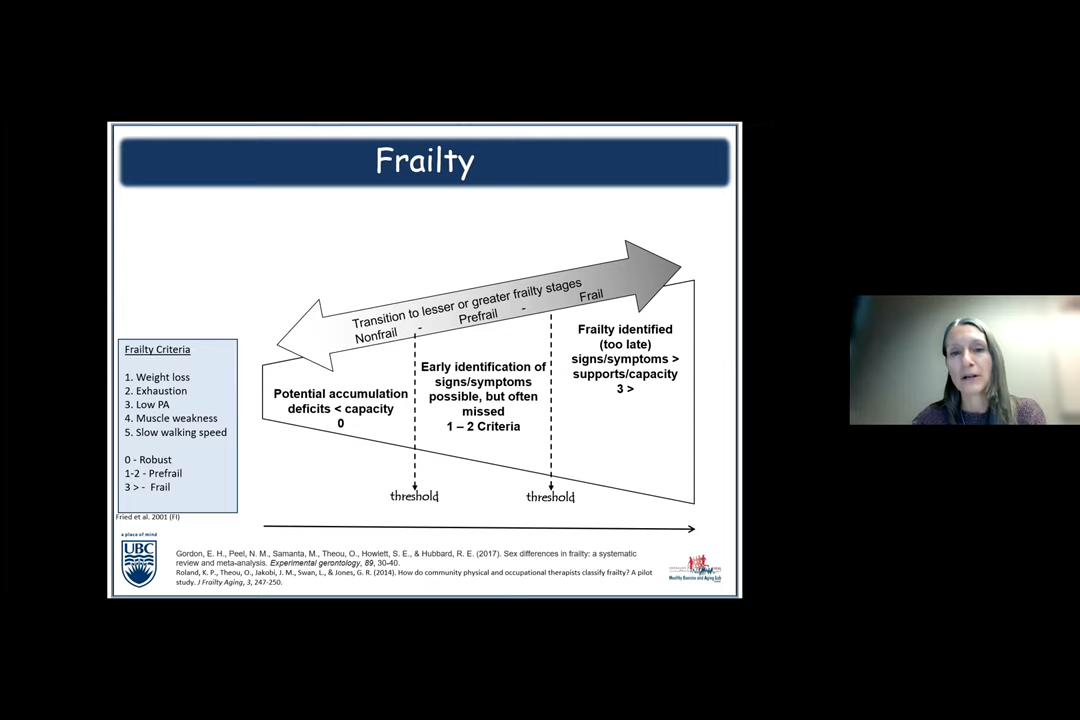 Frailty
Transition to lesser or greater frailty stages
Nonfrail - Prefrail - Frail
Frailty Criteria
1. Weight loss
2. Exhaustion
3. Low PA
4. Muscle weakness
5. Slow walking speed
0 - Robust
1-2 - Prefrail
3 > - Frail
Fried et al. 2001 (FI)
Potential accumulation
deficits < capacity
0
Early identification of
signs/symptoms
possible, but often
missed
1 – 2 Criteria
Frailty identified
(too late)
signs/symptoms >
supports/capacity
3 >
threshold
threshold
a place of mind
UBC
Gordon, E. H., Peel, N. M., Samanta, M., Theou, O., Howlett, S. E., & Hubbard, R. E. (2017). Sex differences in frailty: a systematic
review and meta-analysis. Experimental gerontology, 89, 30-40.
Roland, K. P., Theou, O., Jakobi, J. M., Swan, L., & Jones, G. R. (2014). How do community physical and occupational therapists classify frailty? A pilot
study. J Frailty Aging, 3, 247-250.
Healthy Exercise and Aging Lab